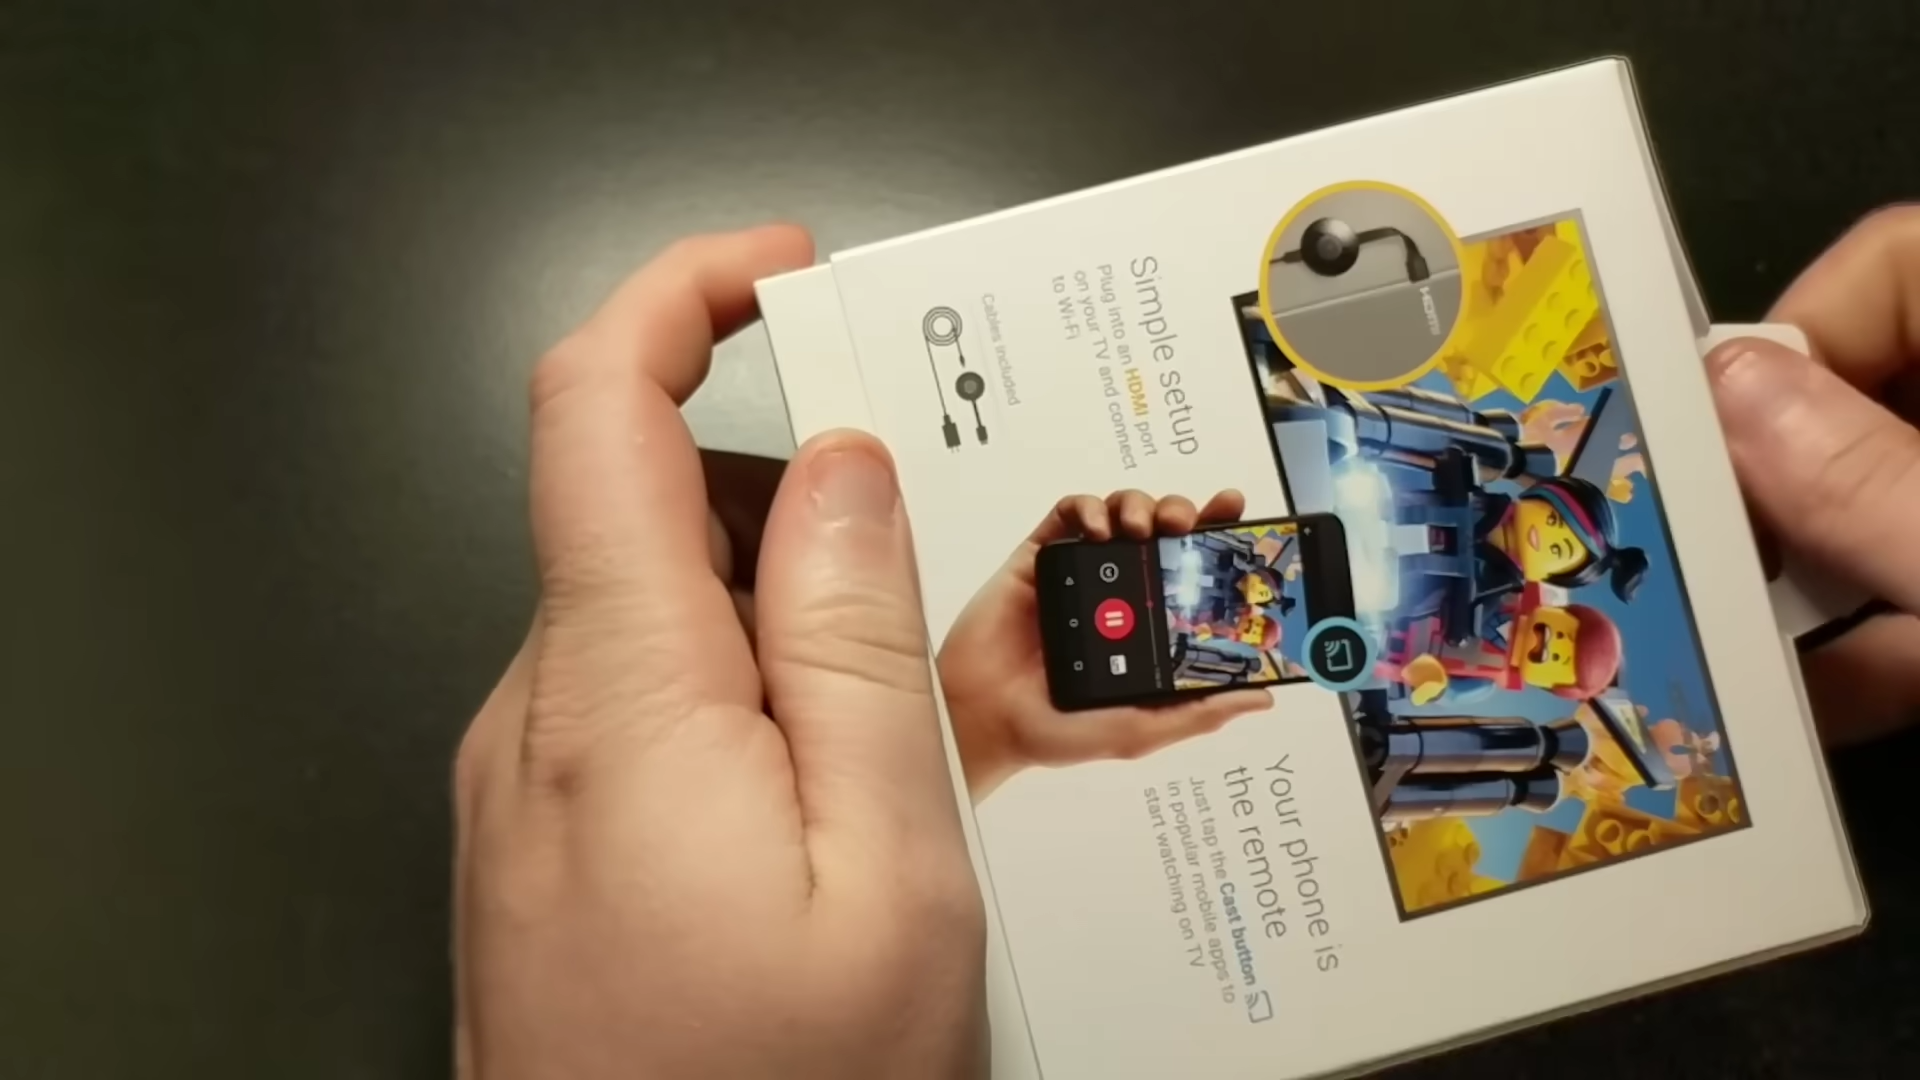 Simple setup
Plug into an HDMI port
on your TV and connect
to Wi-Fi
Cables included
HDMI
Your phone is
the remote
Just tap the Cast button
in popular mobile apps to
start watching on TV